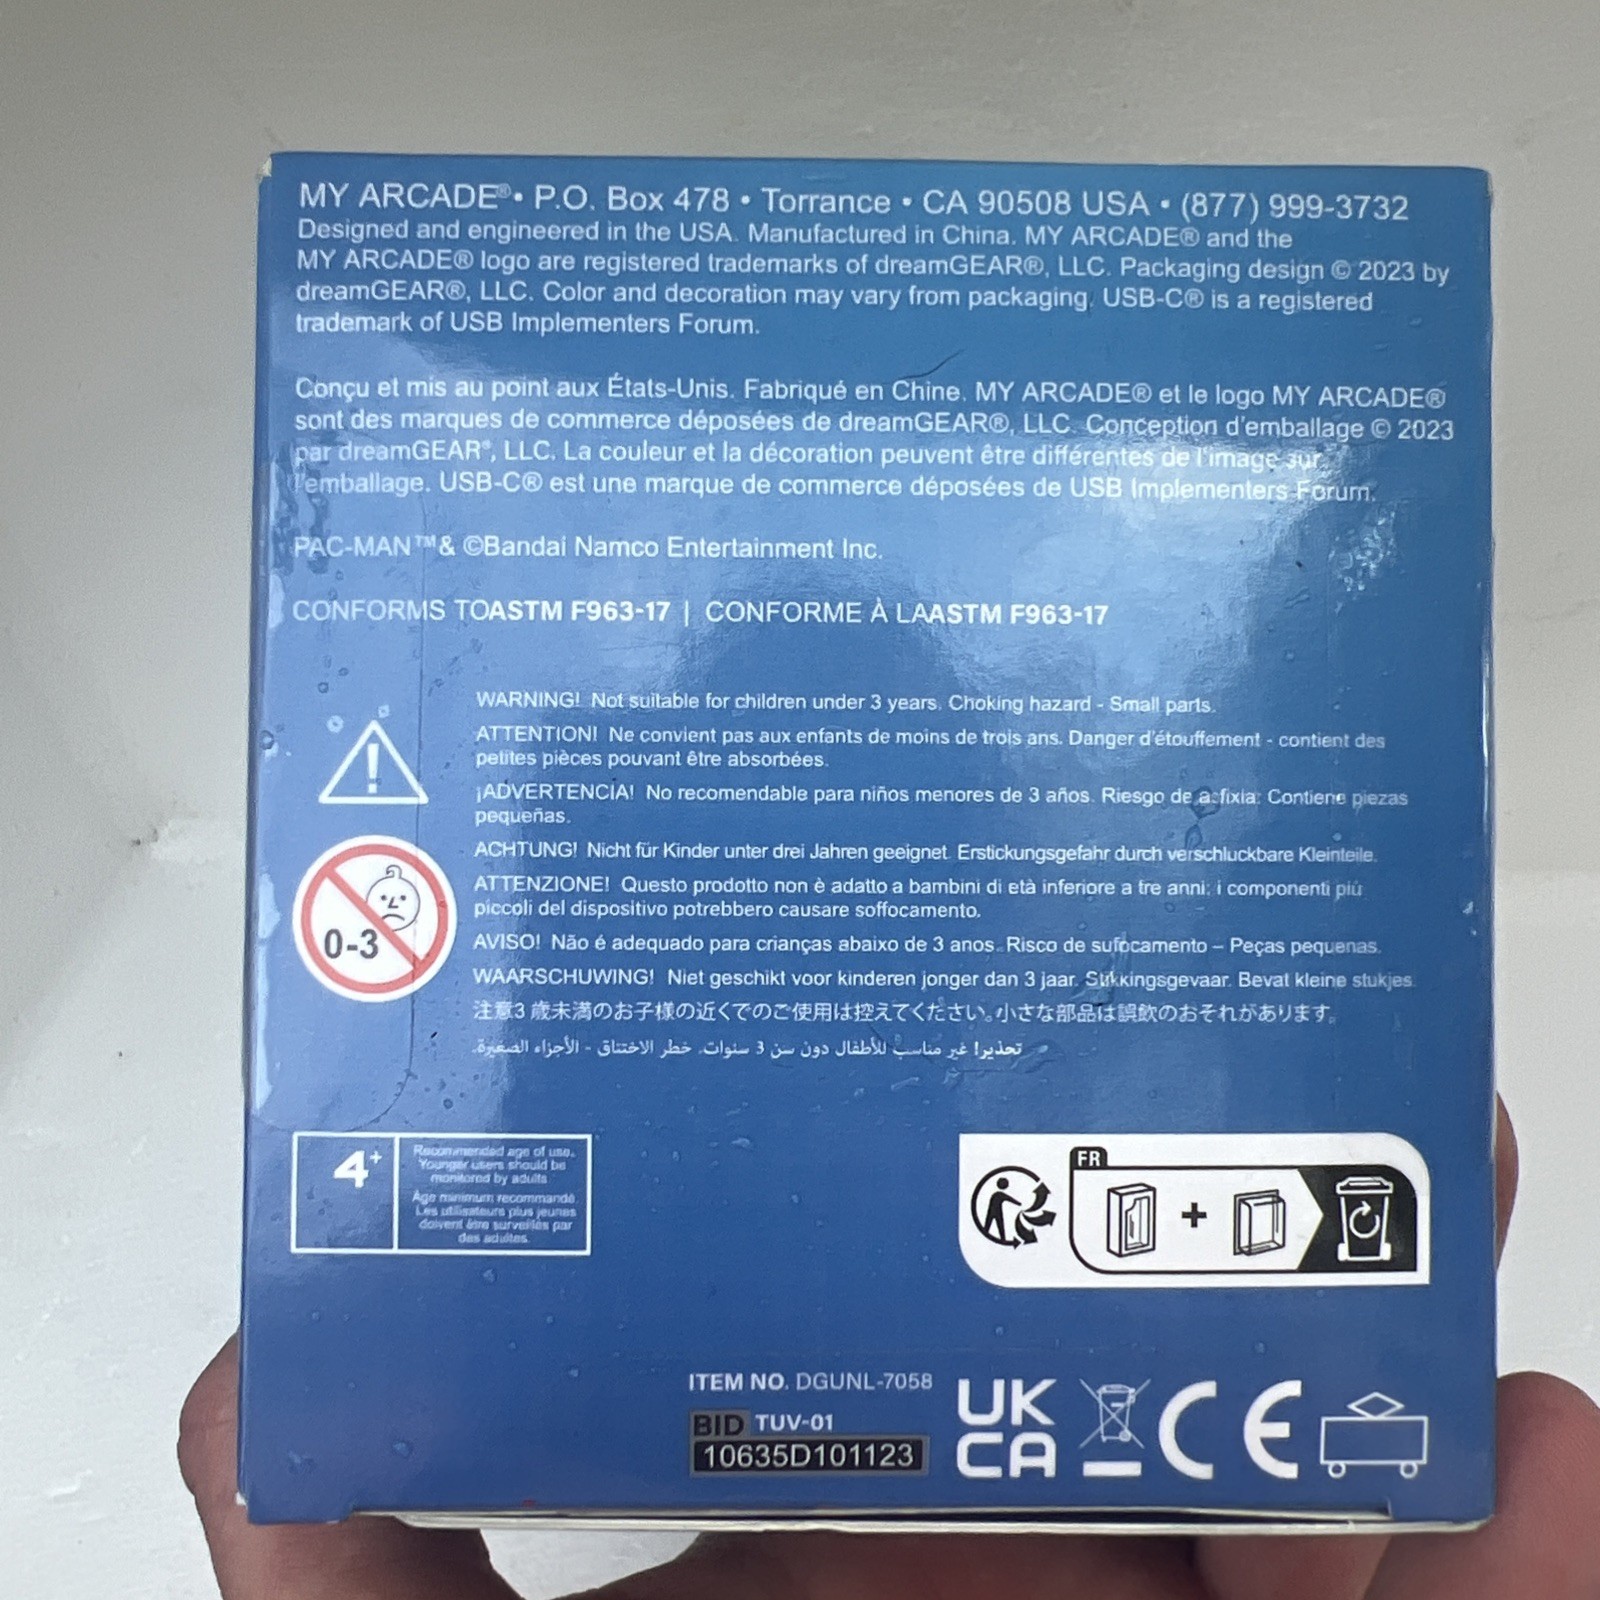 MY ARCADE® • P.O. Box 478 • Torrance • CA 90508 USA • (877) 999-3732
Designed and engineered in the USA. Manufactured in China. MY ARCADE® and the
MY ARCADE® logo are registered trademarks of dreamGEAR®, LLC. Packaging design © 2023 by
dreamGEAR®, LLC. Color and decoration may vary from packaging. USB-C® is a registered
trademark of USB Implementers Forum.
Conçu et mis au point aux États-Unis. Fabriqué en Chine. MY ARCADE® et le logo MY ARCADE®
sont des marques de commerce déposées de dreamGEAR®, LLC. Conception d'emballage © 2023
par dreamGEAR®, LLC. La couleur et la décoration peuvent être différentes de l'image sur
l'emballage. USB-C® est une marque de commerce déposées de USB Implementers Forum.
PAC-MAN™& ©Bandai Namco Entertainment Inc.
CONFORMS TOASTM F963-17 | CONFORME À LAASTM F963-17
WARNING! Not suitable for children under 3 years. Choking hazard - Small parts.
ATTENTION! Ne convient pas aux enfants de moins de trois ans. Danger d'étouffement - contient des
petites pièces pouvant être absorbées.
¡ADVERTENCIA! No recomendable para niños menores de 3 años. Riesgo de asfixia: Contiene piezas
pequeñas.
ACHTUNG! Nicht für Kinder unter drei Jahren geeignet. Erstickungsgefahr durch verschluckbare Kleinteile.
ATTENZIONE! Questo prodotto non è adatto a bambini di età inferiore a tre anni: i componenti più
piccoli del dispositivo potrebbero causare soffocamento.
0-3
AVISO! Não é adequado para crianças abaixo de 3 anos. Risco de sufocamento – Peças pequenas.
WAARSCHUWING! Niet geschikt voor kinderen jonger dan 3 jaar. Stikkingsgevaar. Bevat kleine stukjes.
注意3 歳未満のお子様の近くでのご使用は控えてください。小さな部品は誤飲のおそれがあります。
تحذير! غير مناسب للأطفال دون سن 3 سنوات. خطر الاختناق - الأجزاء الصغيرة.
4+
Recommended age of use.
Younger users should be
monitored by adults
Âge minimum recommandé.
Les utilisateurs plus jeunes
doivent être surveillés par
des adultes.
FR
ITEM NO. DGUNL-7058
BID TUV-01
10635D101123
UK
CA
CE